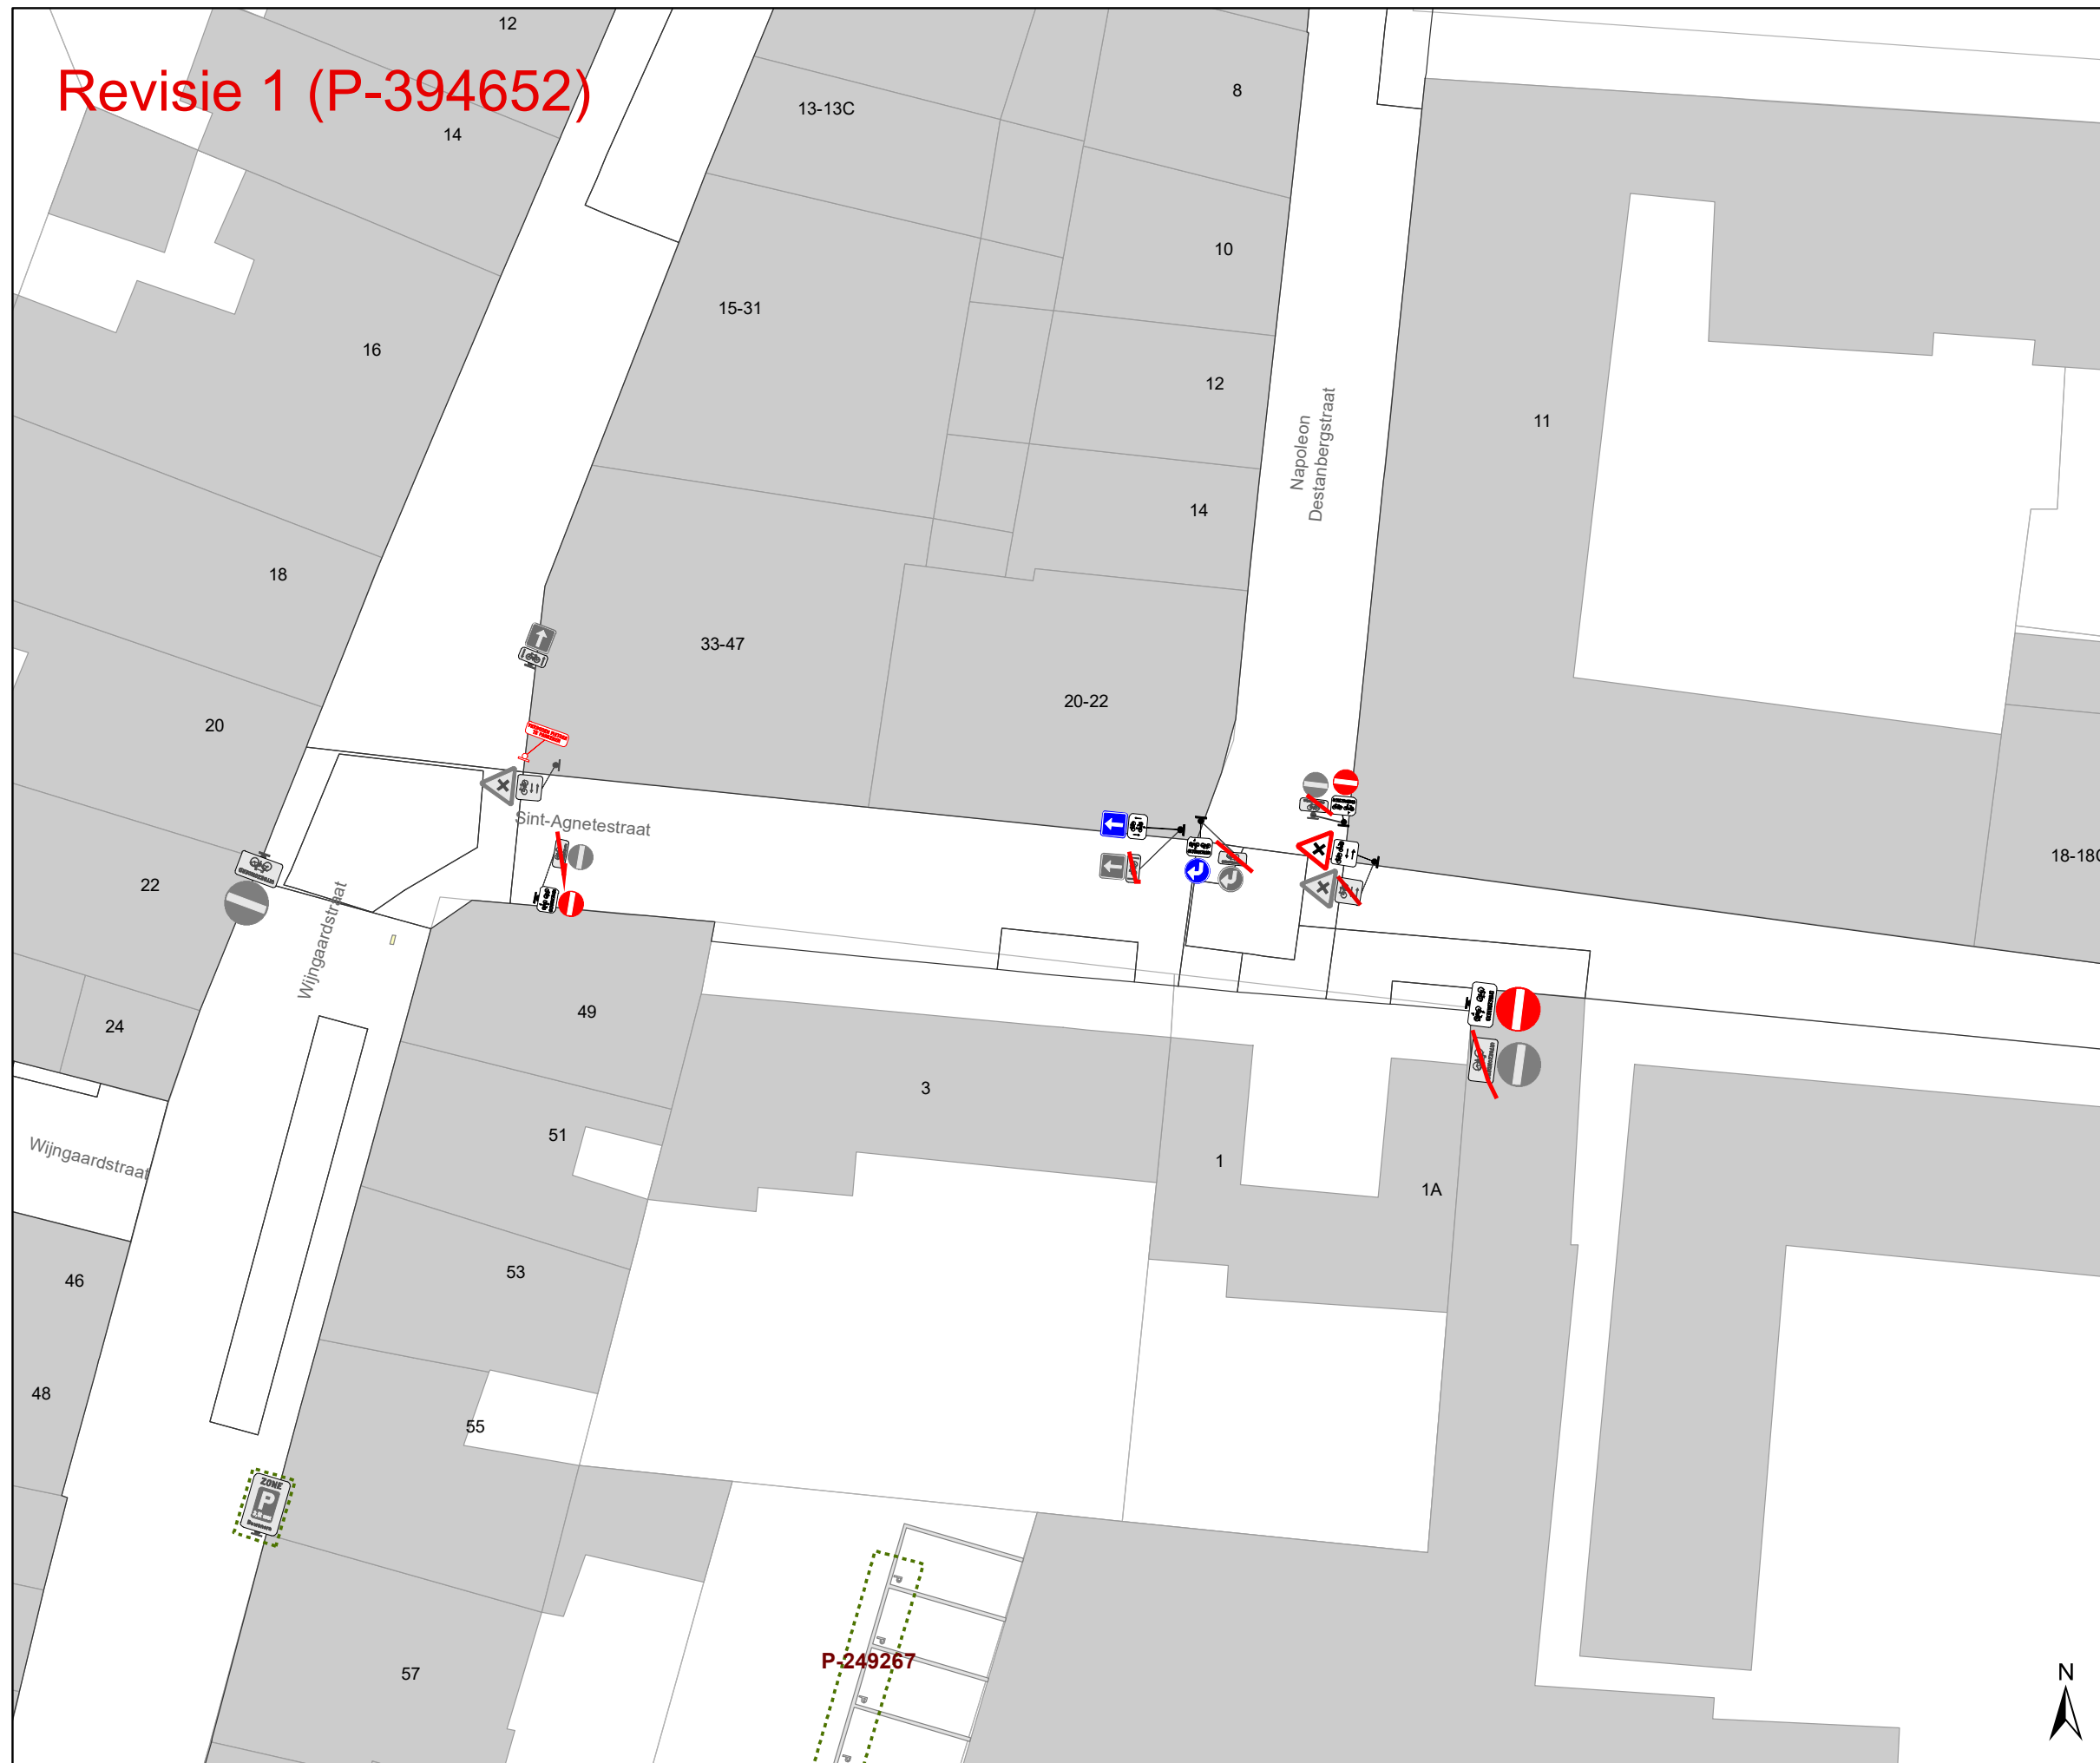 12
Revisie 1 (P-394652)
8
13-13C
14
10
15-31
16
12
11
Napoleon
Destanbergstraat
14
18
33-47
20-22
20
Sint-Agnetestraat
18-18C
22
Wijngaardstraat
49
24
3
51
Wijngaardstraat
1
1A
53
46
48
55
ZONE
P
P
P
P-249267
57
P
P
N